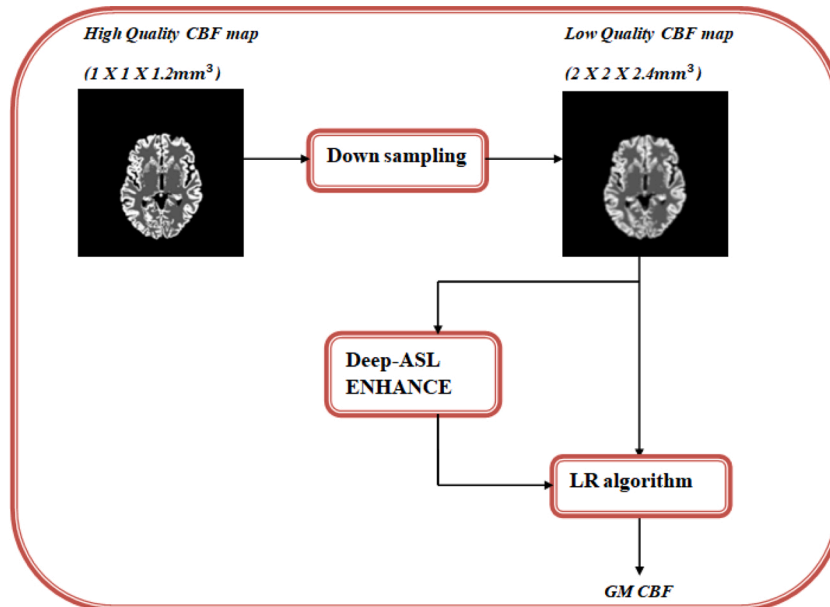 High Quality CBF map
(1 X 1 X 1.2mm³)
Low Quality CBF map
(2 X 2 X 2.4mm³)
Down sampling
Deep-ASL
ENHANCE
LR algorithm
GM CBF